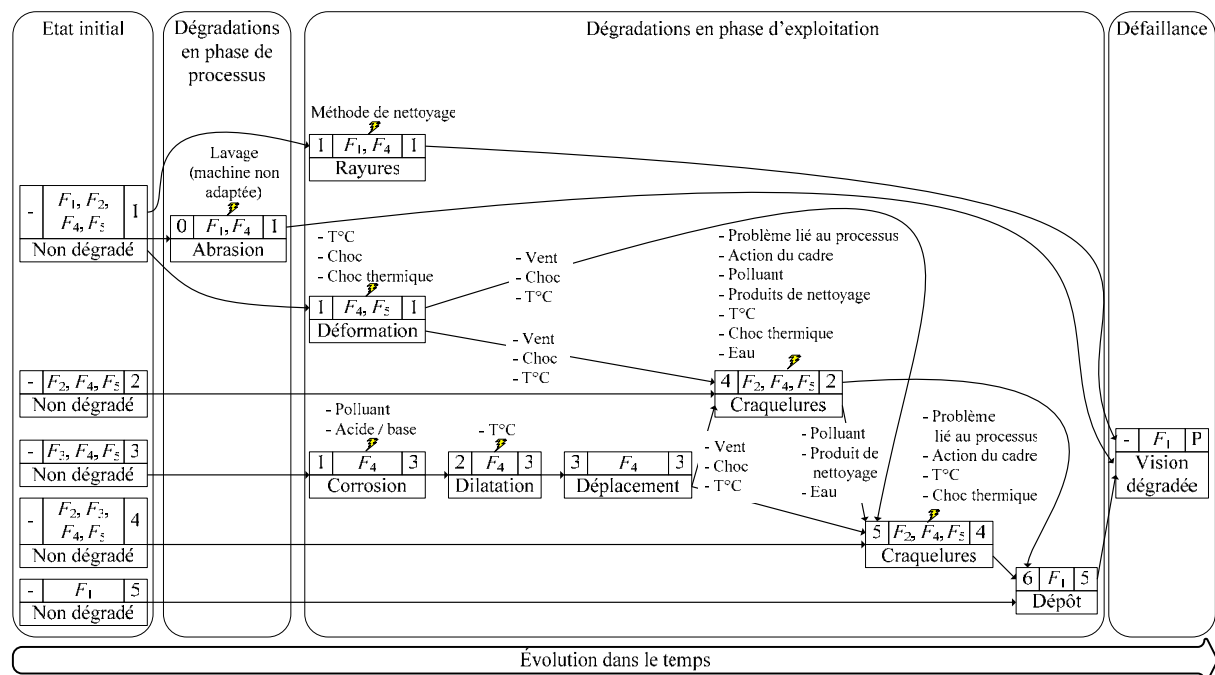 Etat initial
Dégradations
en phase de
processus
Dégradations en phase d’exploitation
Défaillance
Méthode de nettoyage
1 F1, F4 1
Rayures
Lavage
(machine non
adaptée)
- F1, F2,
F4, F5 1
Non dégradé
0 F1, F4 1
Abrasion
- T°C
- Choc
- Choc thermique
1 F4, F5 1
Déformation
- Vent
- Choc
- T°C
- Vent
- Choc
- T°C
- Problème lié au processus
- Action du cadre
- Polluant
- Produits de nettoyage
- T°C
- Choc thermique
- Eau
4 F2, F4, F5 2
Craquelures
- F2, F4, F5 2
Non dégradé
- F3, F4, F5 3
Non dégradé
- Polluant
- Acide / base
1 F4 3
Corrosion
- T°C
2 F4 3
Dilatation
3 F4 3
Déplacement
- Vent
- Choc
- T°C
- Polluant
- Produit de
nettoyage
- Eau
- Problème
lié au processus
- Action du cadre
- T°C
- Choc thermique
- F1 P
Vision
dégradée
- F2, F3,
F4, F5 4
Non dégradé
5 F2, F4, F5 4
Craquelures
- F1 5
Non dégradé
6 F1 5
Dépôt
Évolution dans le temps